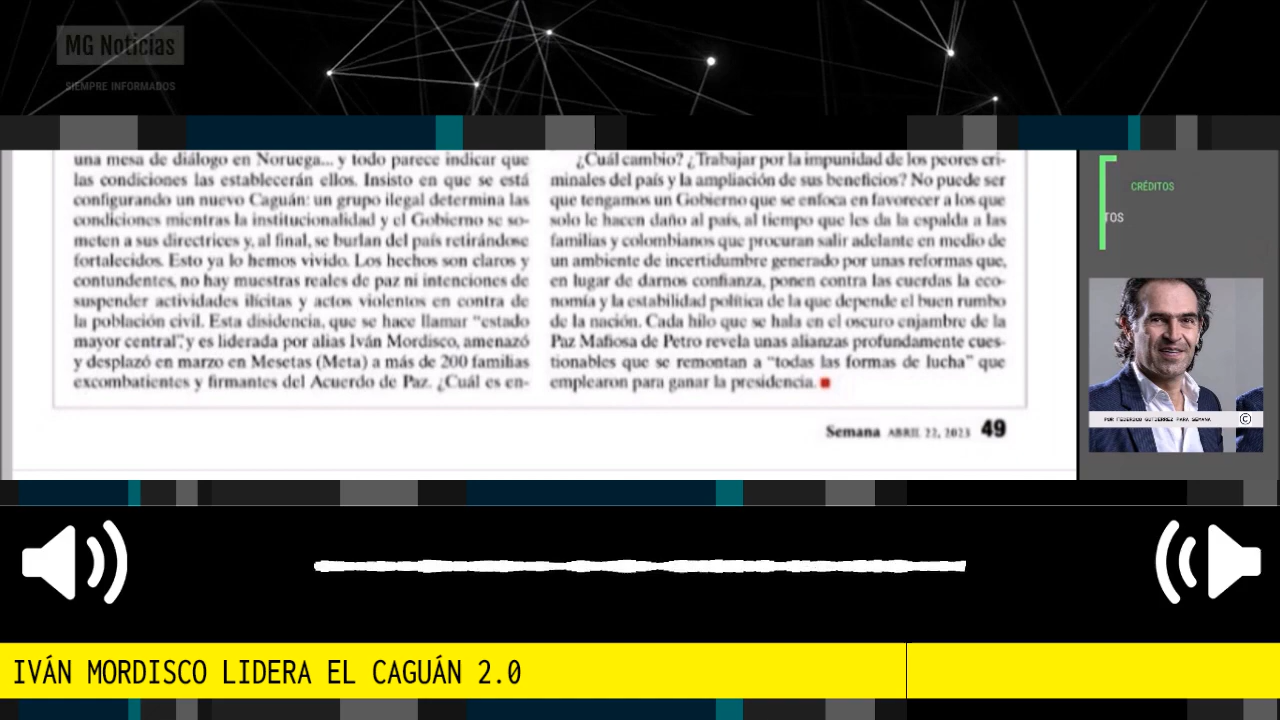 MG Noticias
SIEMPRE INFORMADOS
una mesa de diálogo en Noruega... y todo parece indicar que
las condiciones las establecerán ellos. Insisto en que se está
configurando un nuevo Caguán: un grupo ilegal determina las
condiciones mientras la institucionalidad y el Gobierno se so-
meten a sus directrices y, al final, se burlan del país retirándose
fortalecidos. Esto ya lo hemos vivido. Los hechos son claros y
contundentes, no hay muestras reales de paz ni intenciones de
suspender actividades ilícitas y actos violentos en contra de
la población civil. Esta disidencia, que se hace llamar “estado
mayor central”, y es liderada por alias Iván Mordisco, amenazó
y desplazó en marzo en Mesetas (Meta) a más de 200 familias
excombatientes y firmantes del Acuerdo de Paz. ¿Cuál es en-
¿Cuál cambio? ¿Trabajar por la impunidad de los peores cri-
minales del país y la ampliación de sus beneficios? No puede ser
que tengamos un Gobierno que se enfoca en favorecer a los que
solo le hacen daño al país, al tiempo que les da la espalda a las
familias y colombianos que procuran salir adelante en medio de
un ambiente de incertidumbre generado por unas reformas que,
en lugar de darnos confianza, ponen contra las cuerdas la eco-
nomía y la estabilidad política de la que depende el buen rumbo
de la nación. Cada hilo que se hala en el oscuro enjambre de la
Paz Mafiosa de Petro revela unas alianzas profundamente cues-
tionables que se remontan a “todas las formas de lucha” que
emplearon para ganar la presidencia.
Semana ABRIL 22, 2023 49
CRÉDITOS
TOS
POR FEDERICO GUTIERREZ PARA SEMANA ©
IVÁN MORDISCO LIDERA EL CAGUÁN 2.0